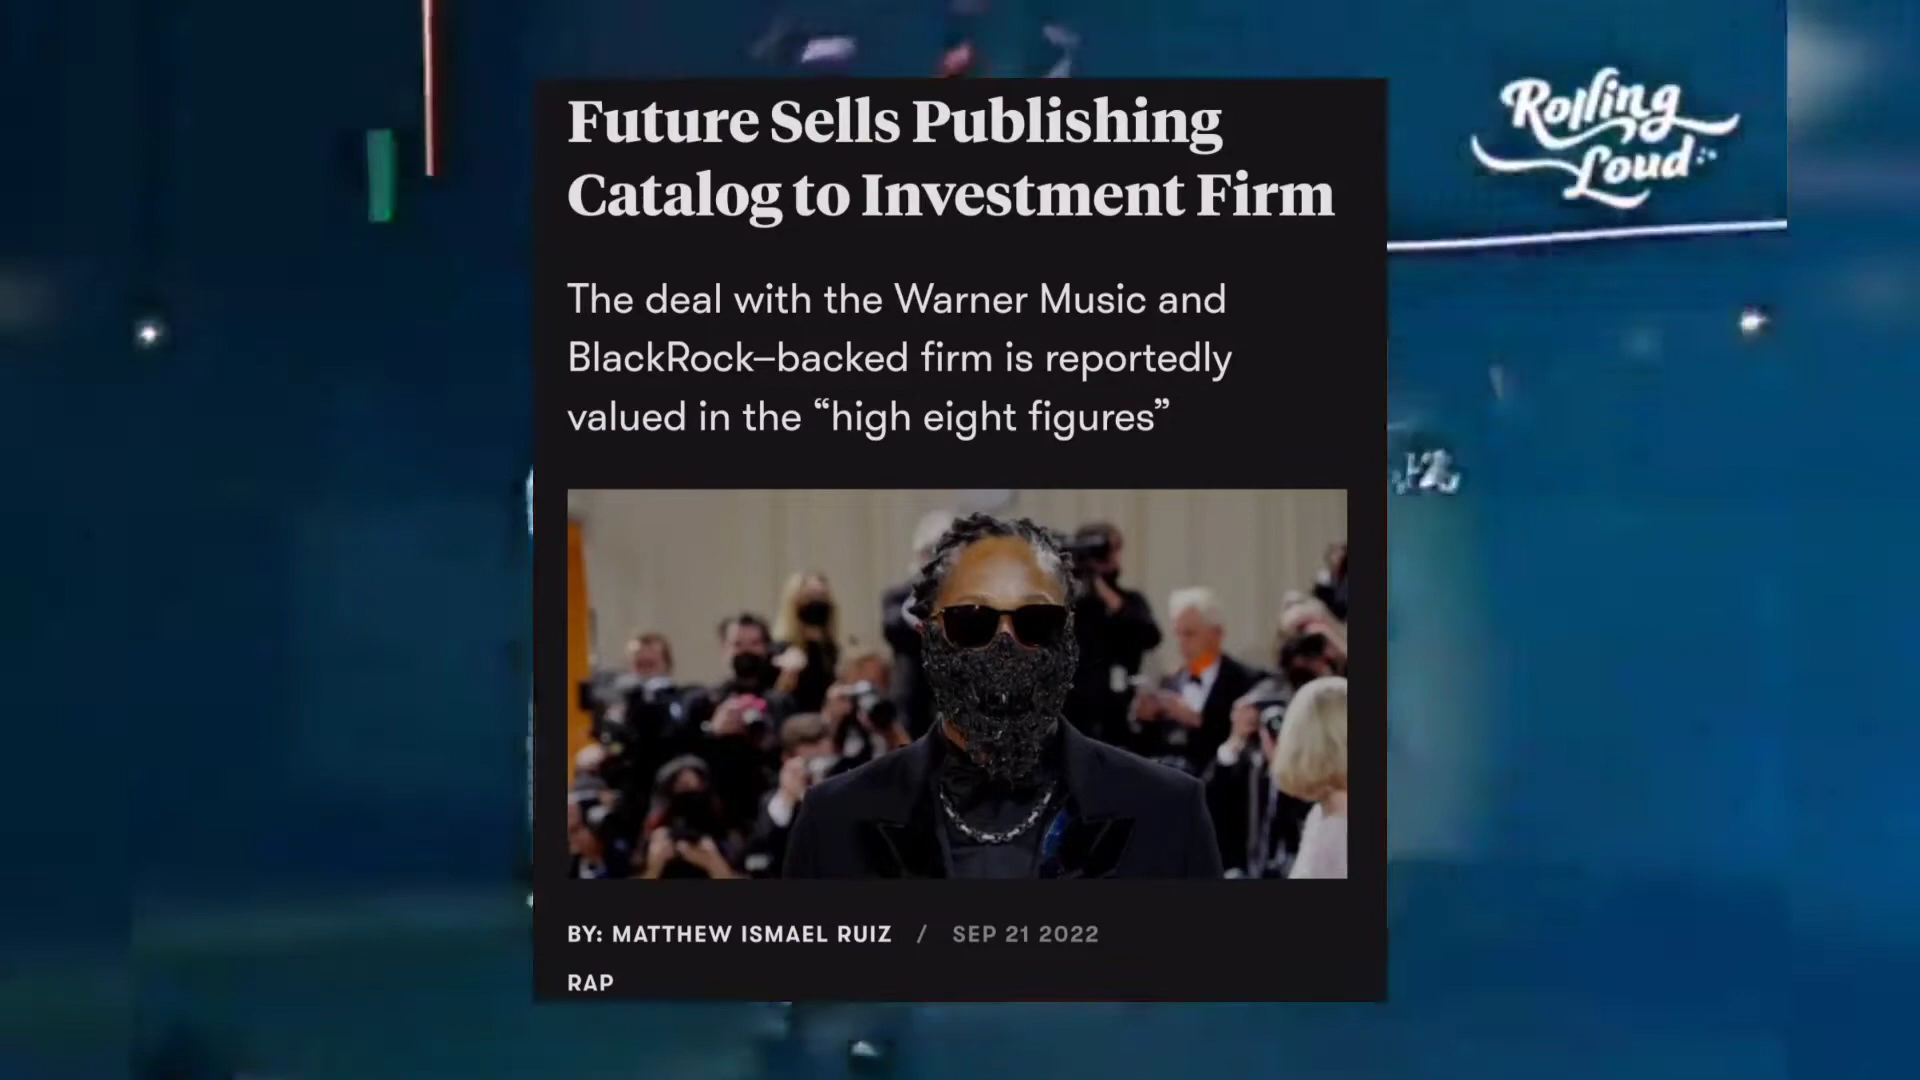 Future Sells Publishing
Catalog to Investment Firm
Rolling
Loud
The deal with the Warner Music and
BlackRock–backed firm is reportedly
valued in the “high eight figures”
BY: MATTHEW ISMAEL RUIZ / SEP 21 2022
RAP